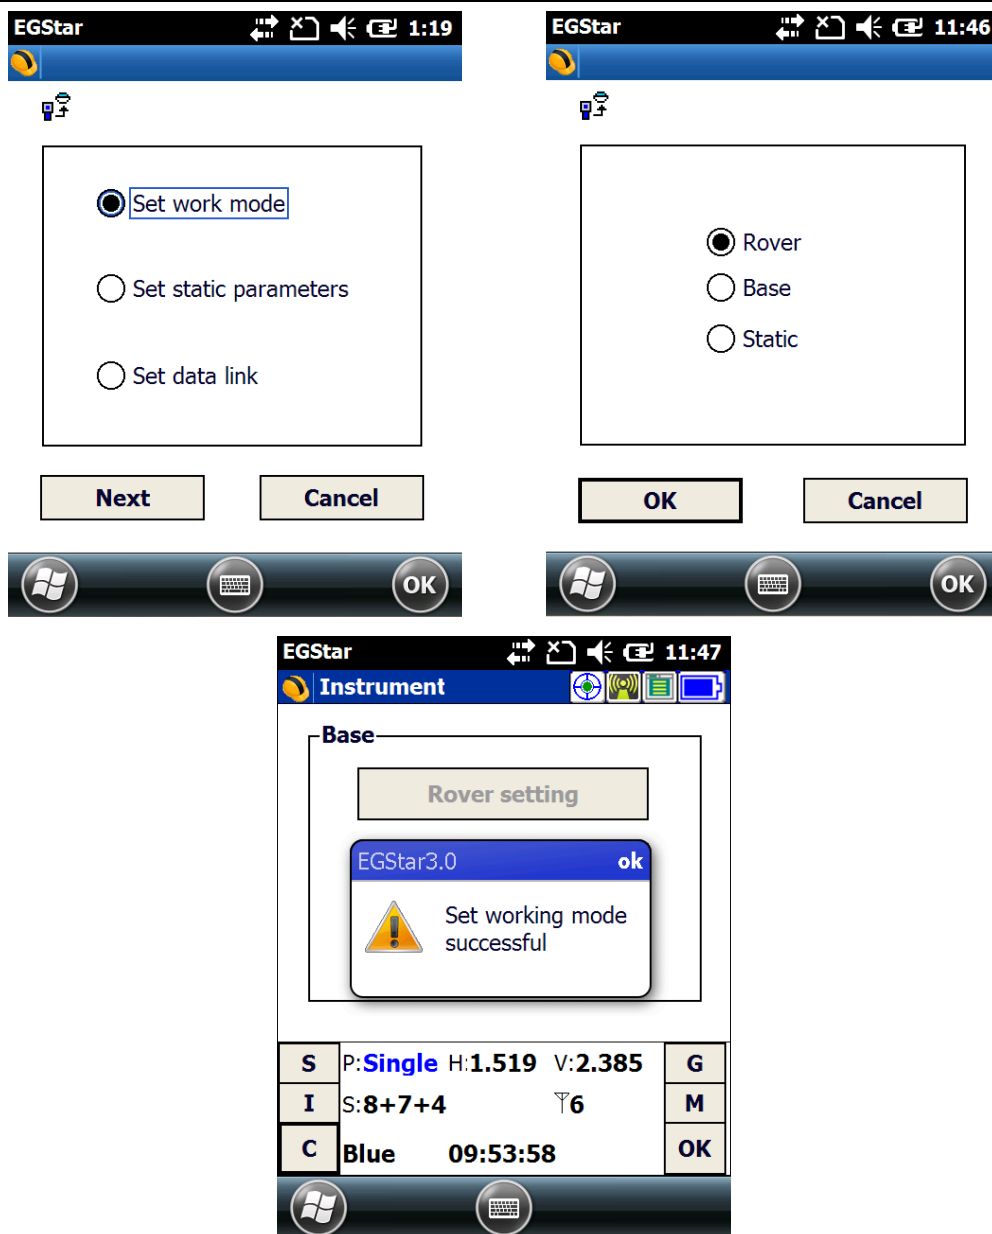 EGStar 1:19
Set work mode
Set static parameters
Set data link
Next Cancel
OK
EGStar 11:46
Rover
Base
Static
OK Cancel
OK
EGStar 11:47
Instrument
Base
Rover setting
EGStar3.0 ok
Set working mode
successful
S P:Single H:1.519 V:2.385 G
I S:8+7+4 6 M
C Blue 09:53:58 OK